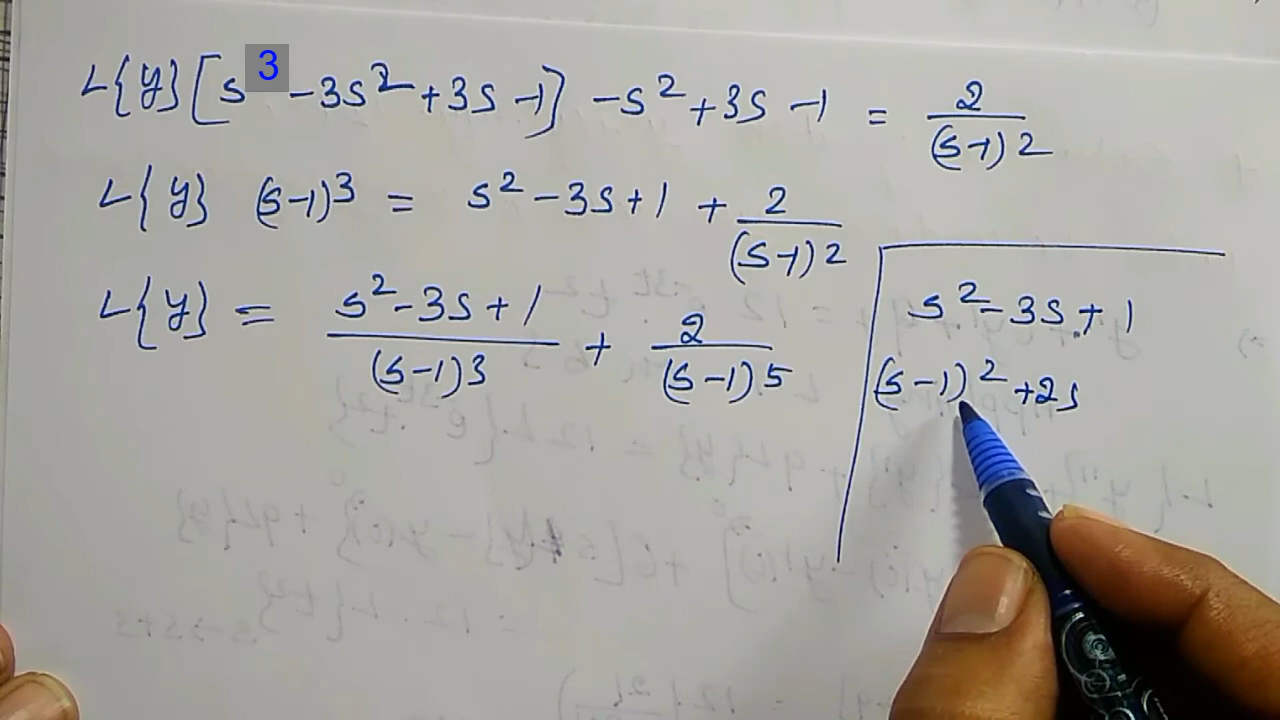 L{y}[s³-3s²+3s-1] -s²+3s-1 = 2/(s-1)²
L{y} (s-1)³ = s²-3s+1 + 2/(s-1)²
L{y} = (s²-3s+1)/(s-1)³ + 2/(s-1)⁵
s²-3s+1
(s-1)²+2s